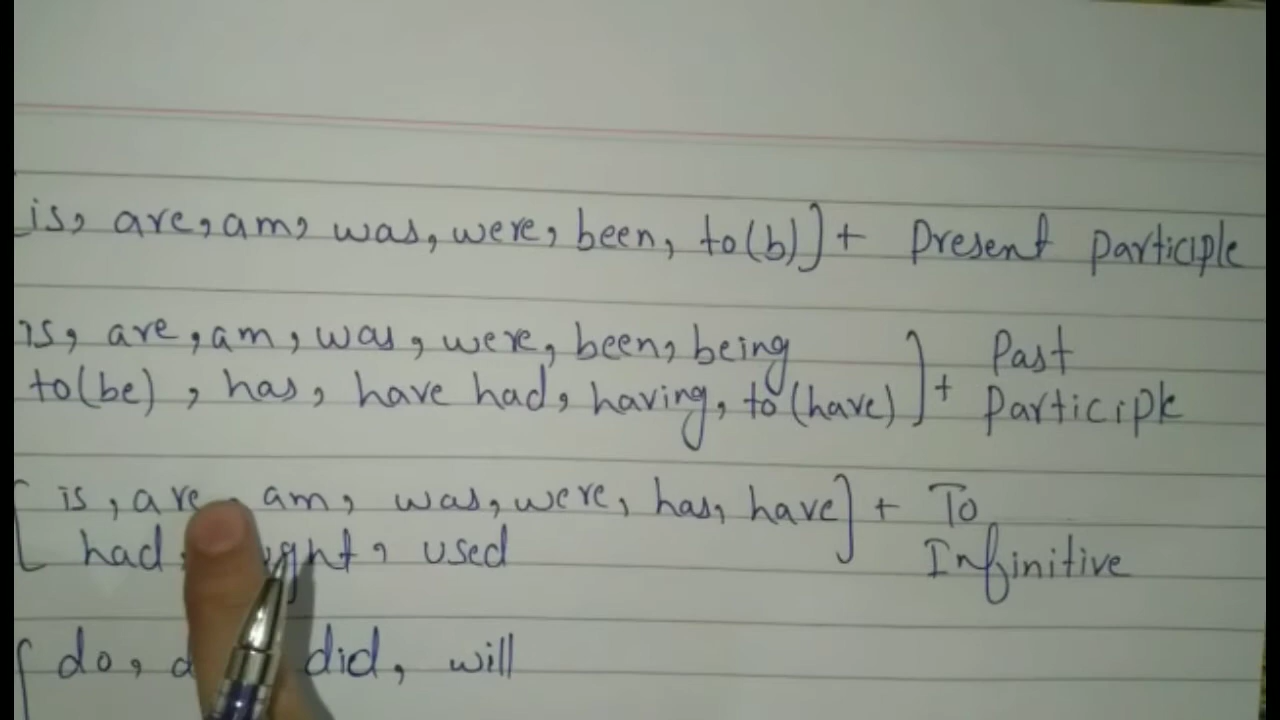 [is, are, am, was, were, been, to(b)] + Present participle
is, are, am, was, were, been, being
to(be), has, have had, having, to(have)] + Past Participle
[is, are, am, was, were, has, have] + To
had, used Infinitive
[do, did, will